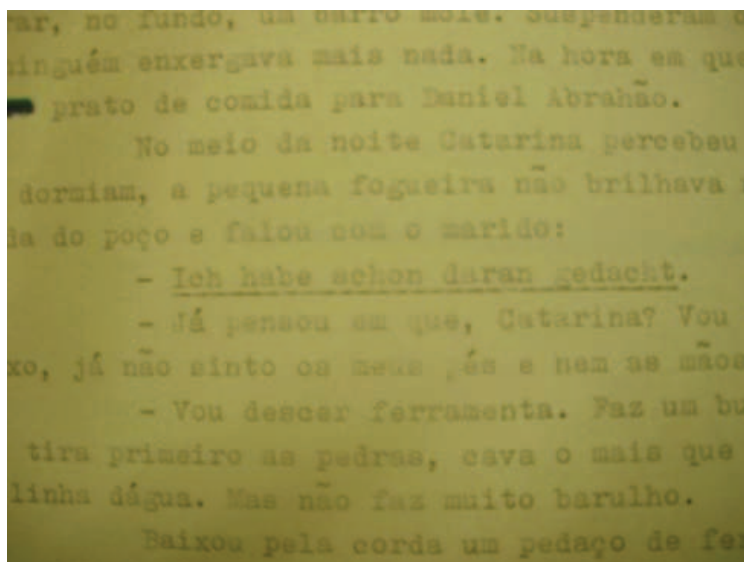 rar, no fundo, um barro mole. Suspenderam o
ninguém enxergava mais nada. Na hora em que
prato de comida para Daniel Abrahão.
No meio da noite Catarina percebeu
dormiam, a pequena fogueira não brilhava
da do poço e falou com o marido:
- Ich habe schon daran gedacht.
- Já pensou em que, Catarina? Vou
xo, já não sinto os meus pés e nem as mãos
- Vou descer ferramenta. Faz um bu
tira primeiro as pedras, cava o mais que
linha dágua. Mas não faz muito barulho.
Baixou pela corda um pedaço de fer